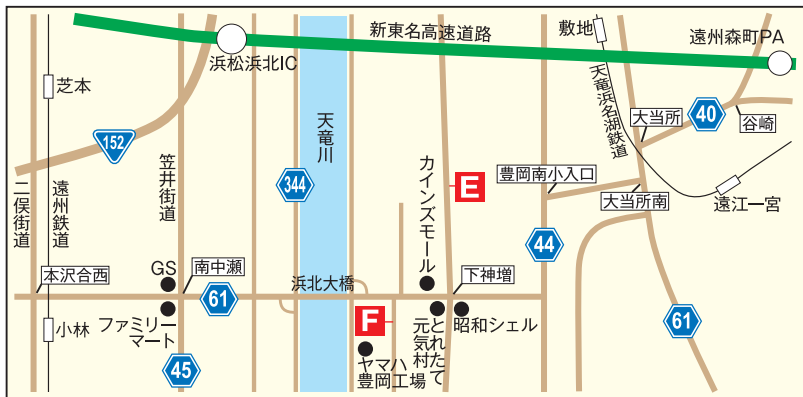 新東名高速道路
敷地
遠州森町PA
浜松浜北IC
芝本
152
二俣街道
遠州鉄道
笠井街道
344
天竜川
カインズモール
E
豊岡南小入口
天竜浜名湖鉄道
大当所
40
谷崎
大当所南
遠江一宮
44
本沢合西
GS
南中瀬
61
浜北大橋
下神増
小林
ファミリー
マート
45
F
ヤマハ
豊岡工場
とれたて
元気村
昭和シェル
61